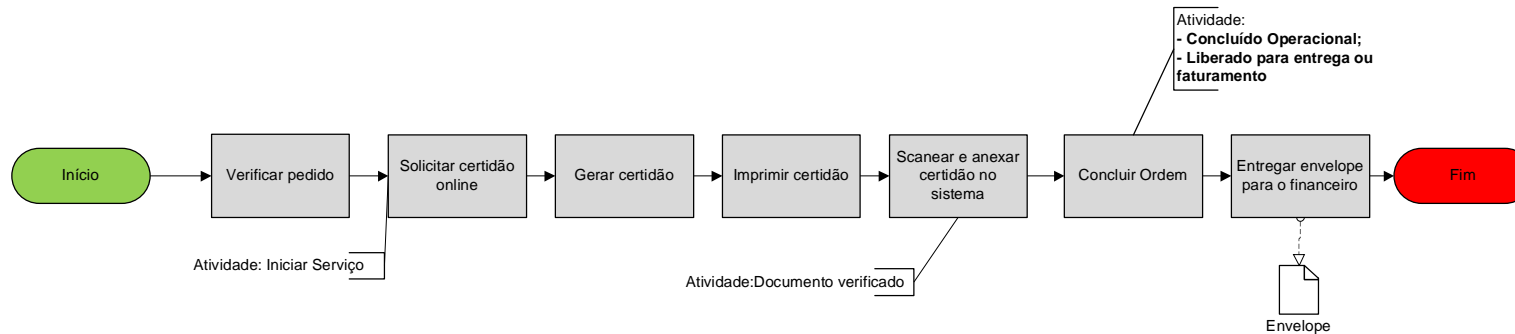 Atividade:
- Concluído Operacional;
- Liberado para entrega ou
faturamento
Início
Verificar pedido
Solicitar certidão
online
Gerar certidão
Imprimir certidão
Scanear e anexar
certidão no
sistema
Concluir Ordem
Entregar envelope
para o financeiro
Fim
Atividade: Iniciar Serviço
Atividade:Documento verificado
Envelope